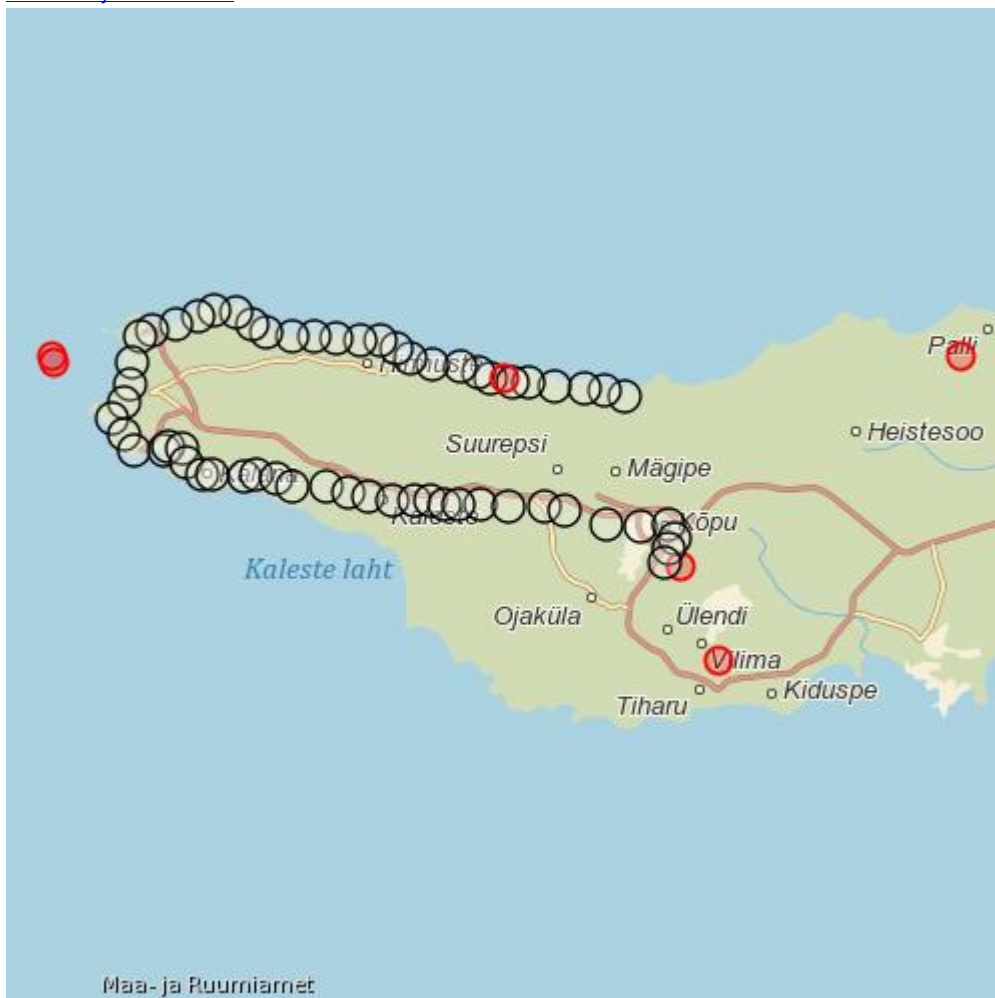 Palli
Heistesoo
Suurepsi
Mägipe
Kõpu
Kaleste laht
Ojaküla
Ülendi
Vilima
Tiharu
Kiduspe
Maa- ja Ruumiamet